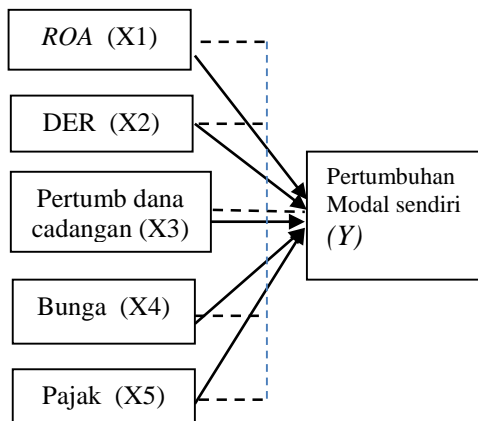 ROA (X1)
DER (X2)
Pertumb dana
cadangan (X3)
Bunga (X4)
Pajak (X5)
Pertumbuhan
Modal sendiri
(Y)